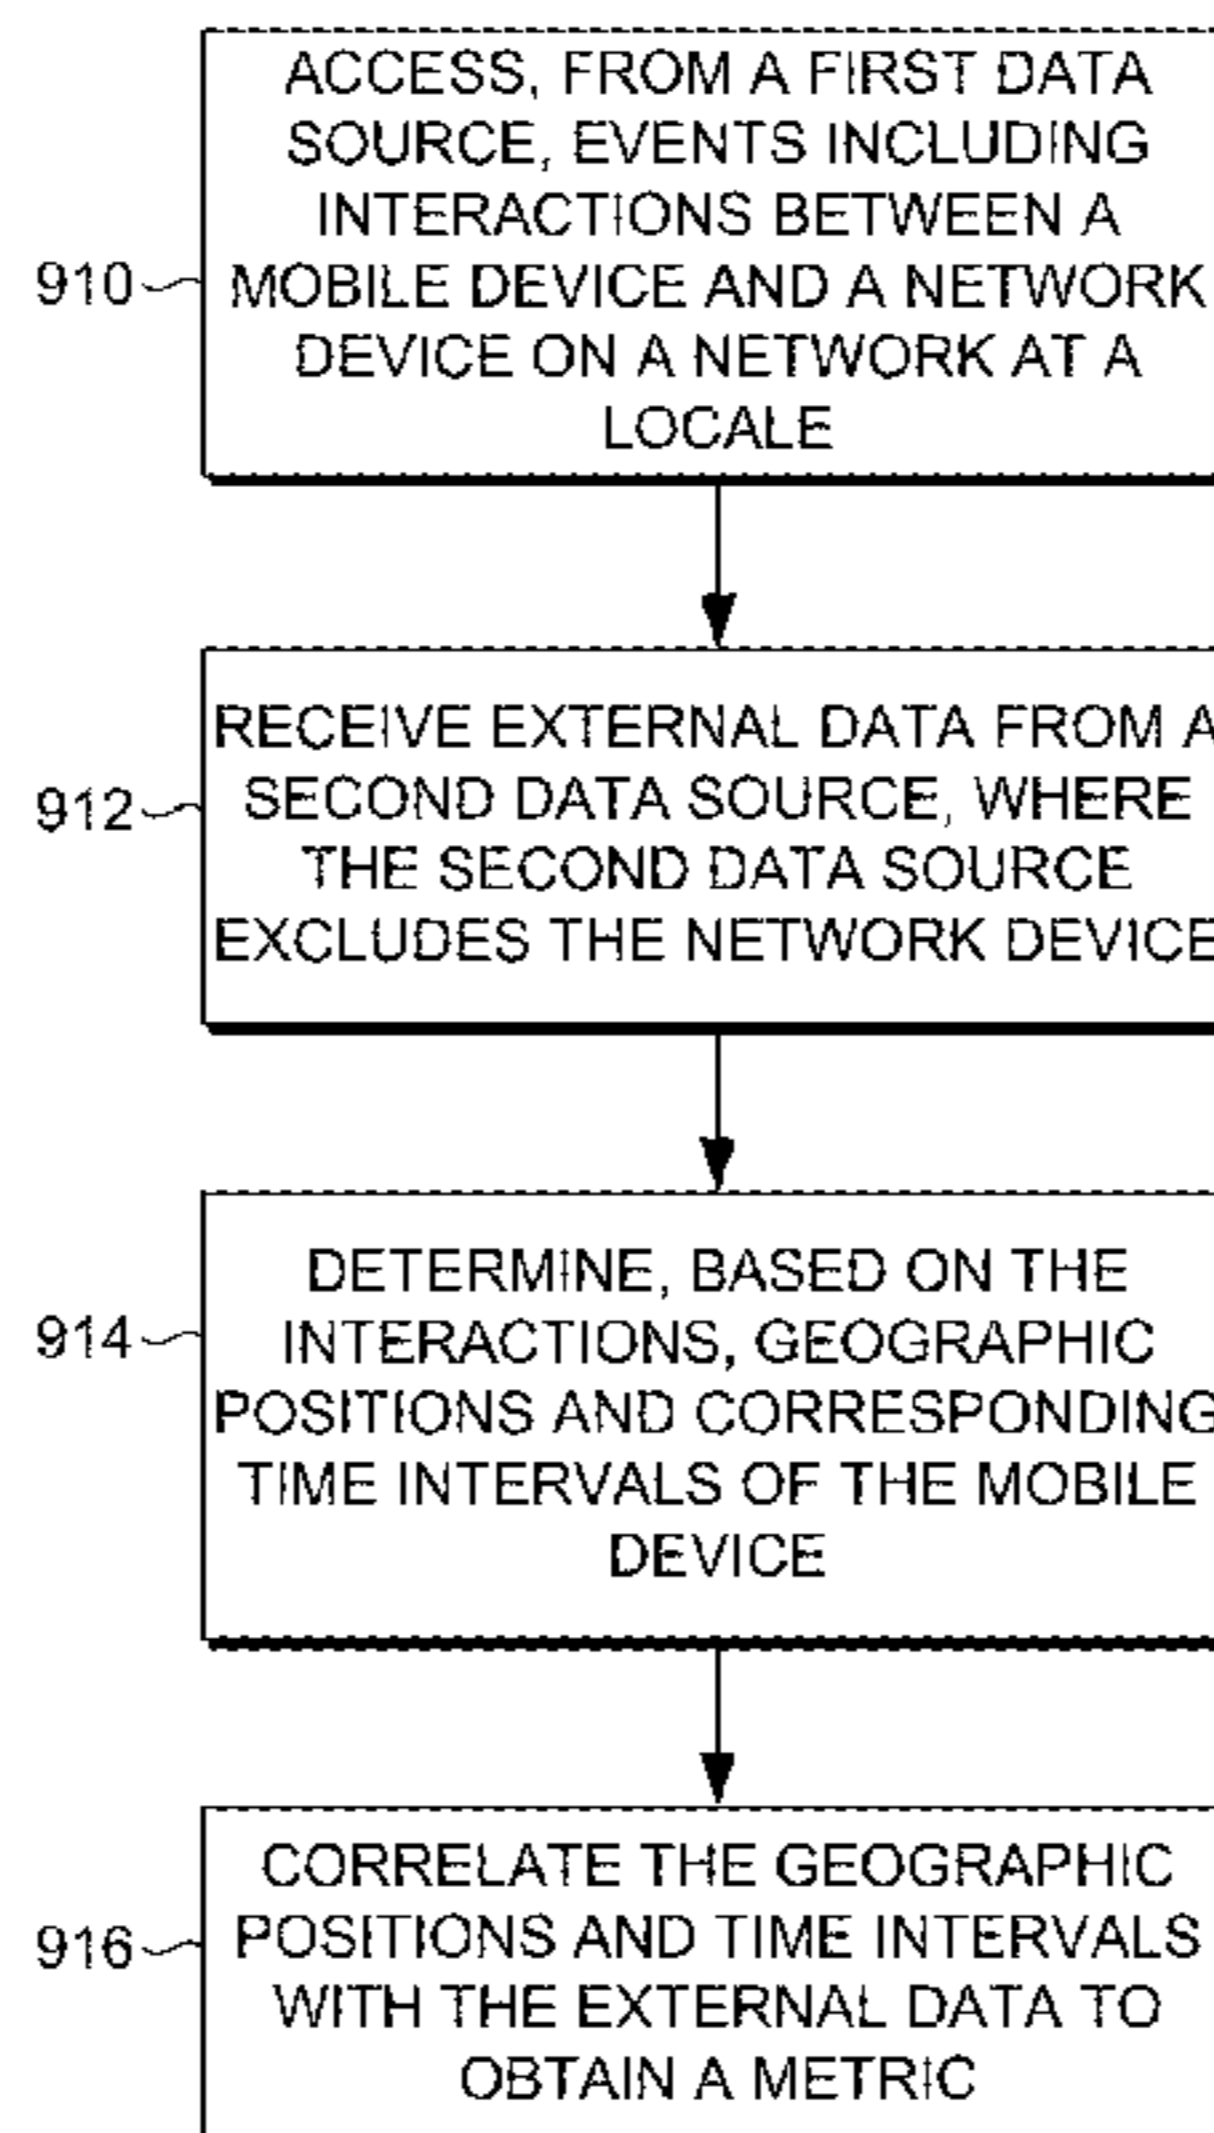 ACCESS, FROM A FIRST DATA
SOURCE, EVENTS INCLUDING
INTERACTIONS BETWEEN A
910
MOBILE DEVICE AND A NETWORK
DEVICE ON A NETWORK AT A
LOCALE
RECEIVE EXTERNAL DATA FROM A
912
SECOND DATA SOURCE, WHERE
THE SECOND DATA SOURCE
EXCLUDES THE NETWORK DEVICE
DETERMINE, BASED ON THE
914
INTERACTIONS, GEOGRAPHIC
POSITIONS AND CORRESPONDING
TIME INTERVALS OF THE MOBILE
DEVICE
CORRELATE THE GEOGRAPHIC
916
POSITIONS AND TIME INTERVALS
WITH THE EXTERNAL DATA TO
OBTAIN A METRIC